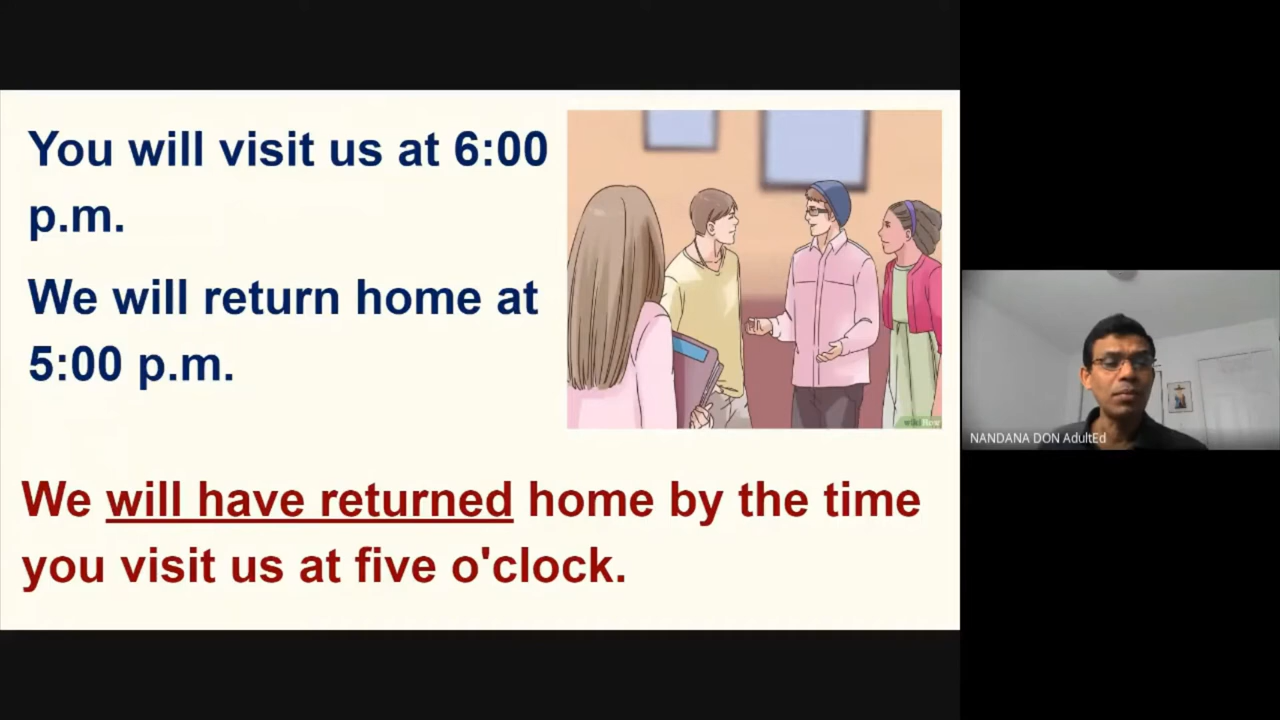 You will visit us at 6:00
p.m.
We will return home at
5:00 p.m.
We will have returned home by the time
you visit us at five o'clock.
wikiHow
NANDANA DON AdultEd